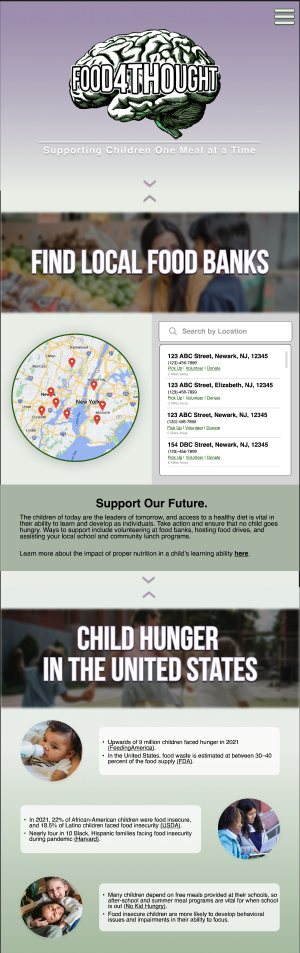 FOOD4THOUGHT
Supporting Children One Meal at a Time
FIND LOCAL FOOD BANKS
Search by Location
New York
Newark
123 ABC Street, Newark, NJ, 12345
(123)-456-7899
Pick Up | Volunteer | Donate
2 Miles Away
123 ABC Street, Elizabeth, NJ, 12345
(123)-456-7899
Pick Up | Volunteer | Donate
123 ABC Street, Newark, NJ, 12345
(123)-456-7899
Pick Up | Volunteer | Donate
154 DBC Street, Newark, NJ, 12345
(123)-456-7899
Pick Up | Volunteer | Donate
Support Our Future.
The children of today are the leaders of tomorrow, and access to a healthy diet is vital in
their ability to learn and develop as individuals. Take action and ensure that no child goes
hungry. Ways to support include volunteering at food banks, hosting food drives, and
assisting your local school and community lunch programs.
Learn more about the impact of proper nutrition in a child's learning ability here.
CHILD HUNGER
IN THE UNITED STATES
• Upwards of 9 million children faced hunger in 2021
(FeedingAmerica).
• In the United States, food waste is estimated at between 30–40
percent of the food supply (FDA).
• In 2021, 22% of African-American children were food insecure,
and 18.5% of Latino children faced food insecurity (USDA).
• Nearly four in 10 Black, Hispanic families facing food insecurity
during pandemic (Harvard).
• Many children depend on free meals provided at their schools, so
after-school and summer meal programs are vital for when school
is out (No Kid Hungry).
• Food insecure children are more likely to develop behavioral
issues and impairments in their ability to focus.